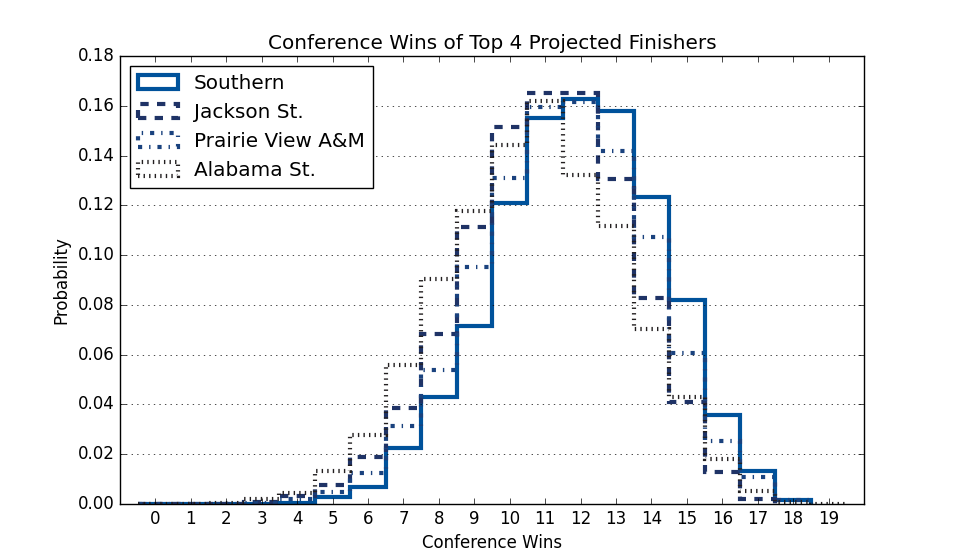 Conference Wins of Top 4 Projected Finishers
0.18
0.16
0.14
0.12
0.10
0.08
0.06
0.04
0.02
0.00
Probability
Southern
Jackson St.
Prairie View A&M
Alabama St.
0 1 2 3 4 5 6 7 8 9 10 11 12 13 14 15 16 17 18 19
Conference Wins